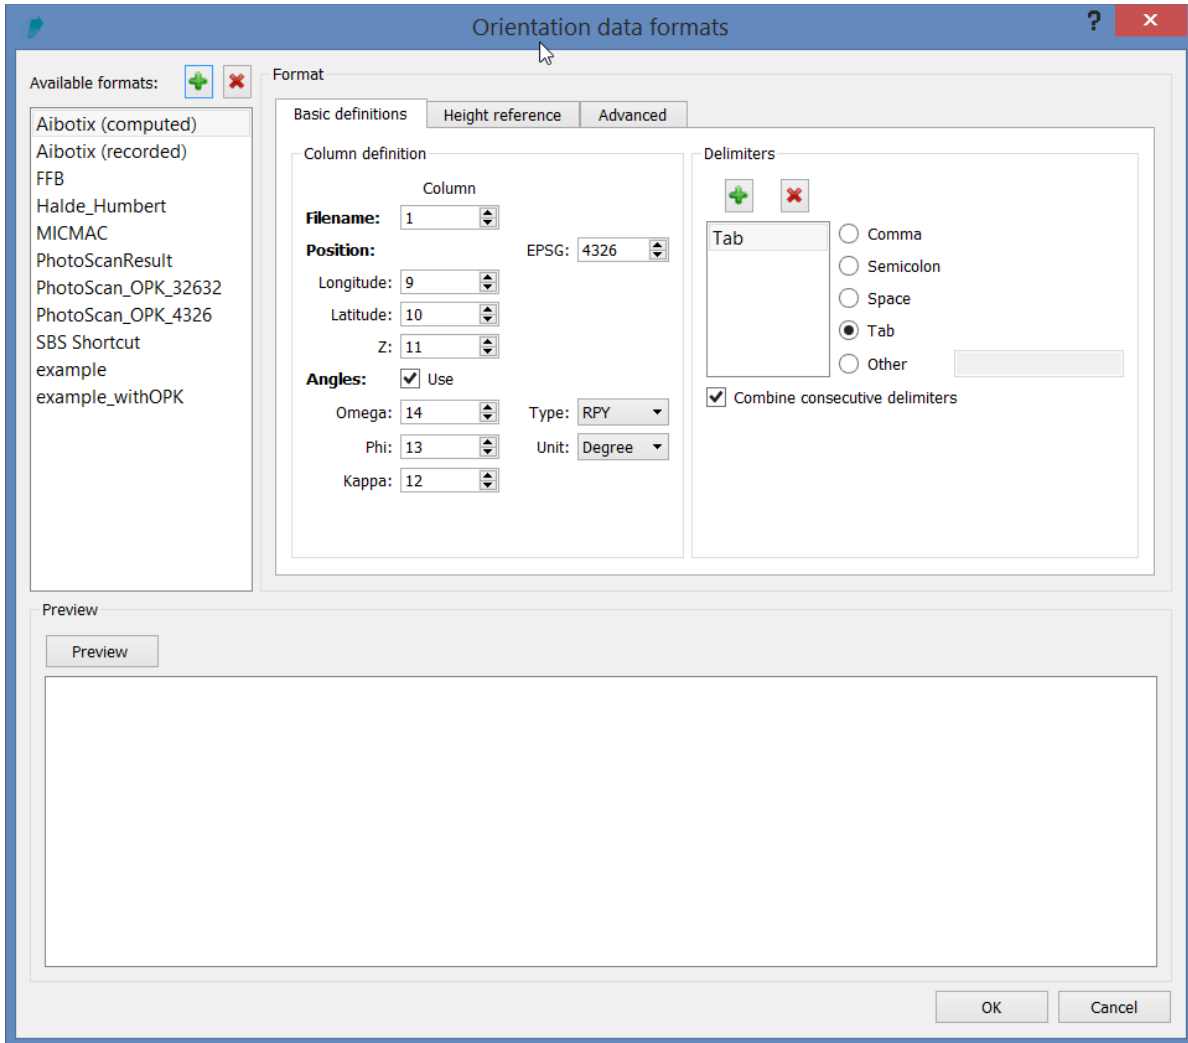 Orientation data formats
?
Available formats:
Aibotix (computed)
Aibotix (recorded)
FFB
Halde_Humbert
MICMAC
PhotoScanResult
PhotoScan_OPK_32632
PhotoScan_OPK_4326
SBS Shortcut
example
example_withOPK
Format
Basic definitions
Height reference
Advanced
Column definition
Column
Filename: 1
Position: EPSG: 4326
Longitude: 9
Latitude: 10
Z: 11
Angles: Use
Omega: 14 Type: RPY
Phi: 13 Unit: Degree
Kappa: 12
Delimiters
Tab
Comma
Semicolon
Space
Tab
Other
Combine consecutive delimiters
Preview
Preview
OK
Cancel